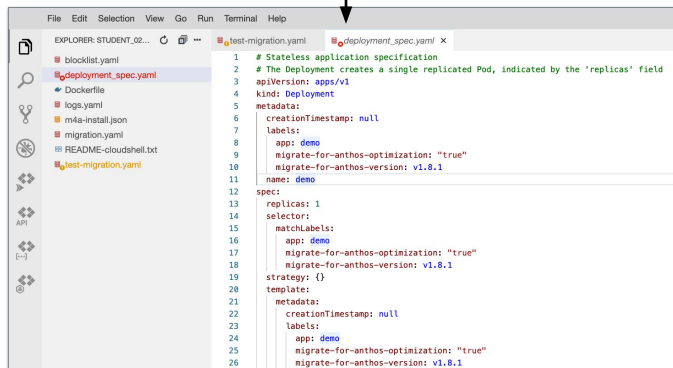 File Edit Selection View Go Run Terminal Help
EXPLORER: STUDENT_02...
test-migration.yaml
deployment_spec.yaml
blocklist.yaml
deployment_spec.yaml
Dockerfile
logs.yaml
m4a-install.json
migration.yaml
README-cloudshell.txt
test-migration.yaml
API
1 # Stateless application specification
2 # The Deployment creates a single replicated Pod, indicated by the 'replicas' field
3 apiVersion: apps/v1
4 kind: Deployment
5 metadata:
6 creationTimestamp: null
7 labels:
8 app: demo
9 migrate-for-anthos-optimization: "true"
10 migrate-for-anthos-version: v1.8.1
11 name: demo
12 spec:
13 replicas: 1
14 selector:
15 matchLabels:
16 app: demo
17 migrate-for-anthos-optimization: "true"
18 migrate-for-anthos-version: v1.8.1
19 strategy: {}
20 template:
21 metadata:
22 creationTimestamp: null
23 labels:
24 app: demo
25 migrate-for-anthos-optimization: "true"
26 migrate-for-anthos-version: v1.8.1